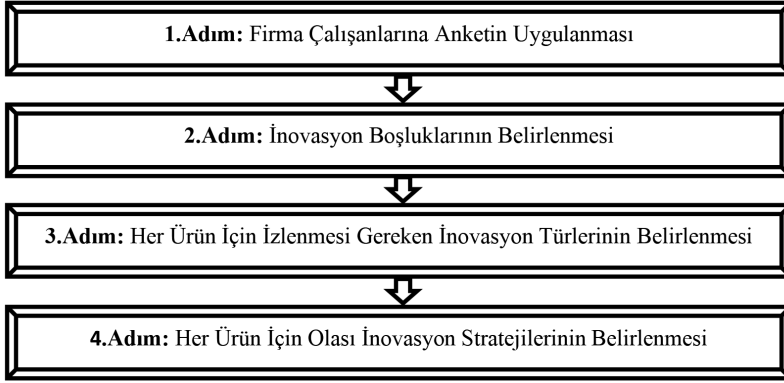 1.Adım: Firma Çalışanlarına Anketin Uygulanması
2.Adım: İnovasyon Boşluklarının Belirlenmesi
3.Adım: Her Ürün İçin İzlenmesi Gereken İnovasyon Türlerinin Belirlenmesi
4.Adım: Her Ürün İçin Olası İnovasyon Stratejilerinin Belirlenmesi